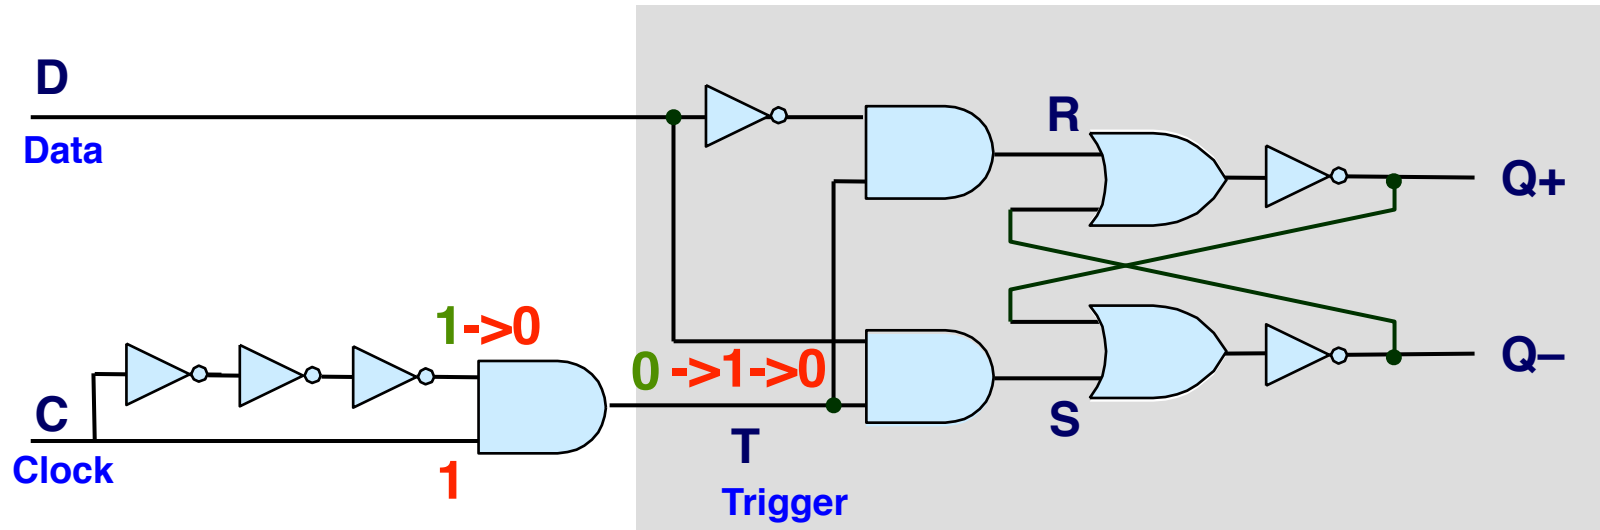 D
Data
R
Q+
1->0
0 ->1->0
Q–
C
Clock
1
T
Trigger
S